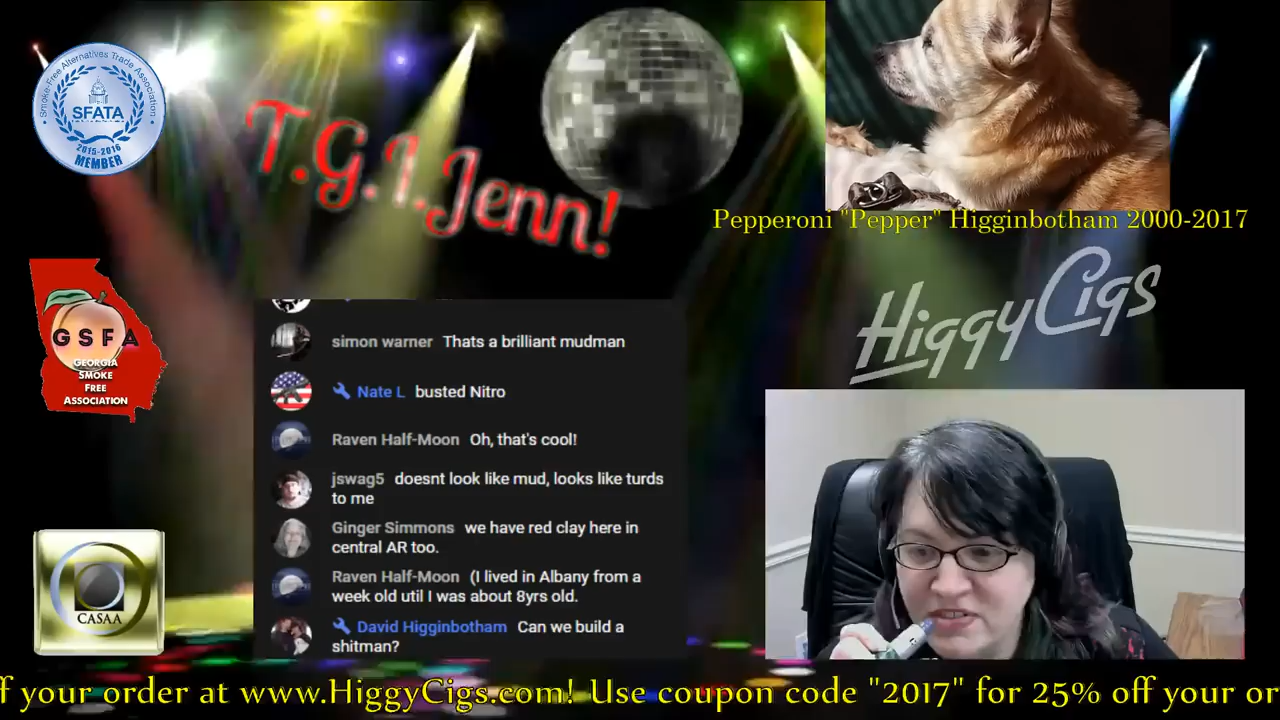 Smoke-Free Alternatives Trade Association
SFATA
2015-2016
MEMBER
T.G.I.Jenn!
Pepperoni "Pepper" Higginbotham 2000-2017
HiggyCigs
GSFA
GEORGIA
SMOKE
FREE
ASSOCIATION
CASAA
simon warner Thats a brilliant mudman
Nate L busted Nitro
Raven Half-Moon Oh, that's cool!
jswag5 doesnt look like mud, looks like turds
to me
Ginger Simmons we have red clay here in
central AR too.
Raven Half-Moon (I lived in Albany from a
week old util I was about 8yrs old.
David Higginbotham Can we build a
shitman?
f your order at www.HiggyCigs.com! Use coupon code "2017" for 25% off your or